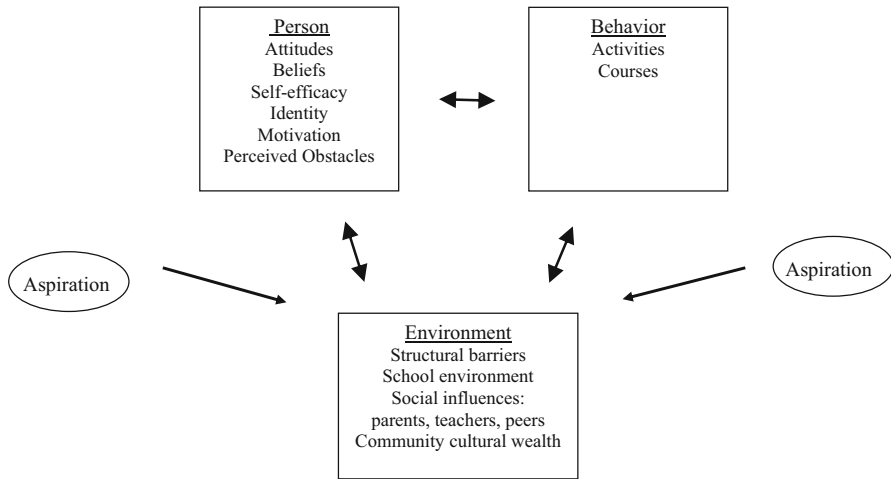 Person
Attitudes
Beliefs
Self-efficacy
Identity
Motivation
Perceived Obstacles
Behavior
Activities
Courses
Aspiration
Aspiration
Environment
Structural barriers
School environment
Social influences:
parents, teachers, peers
Community cultural wealth